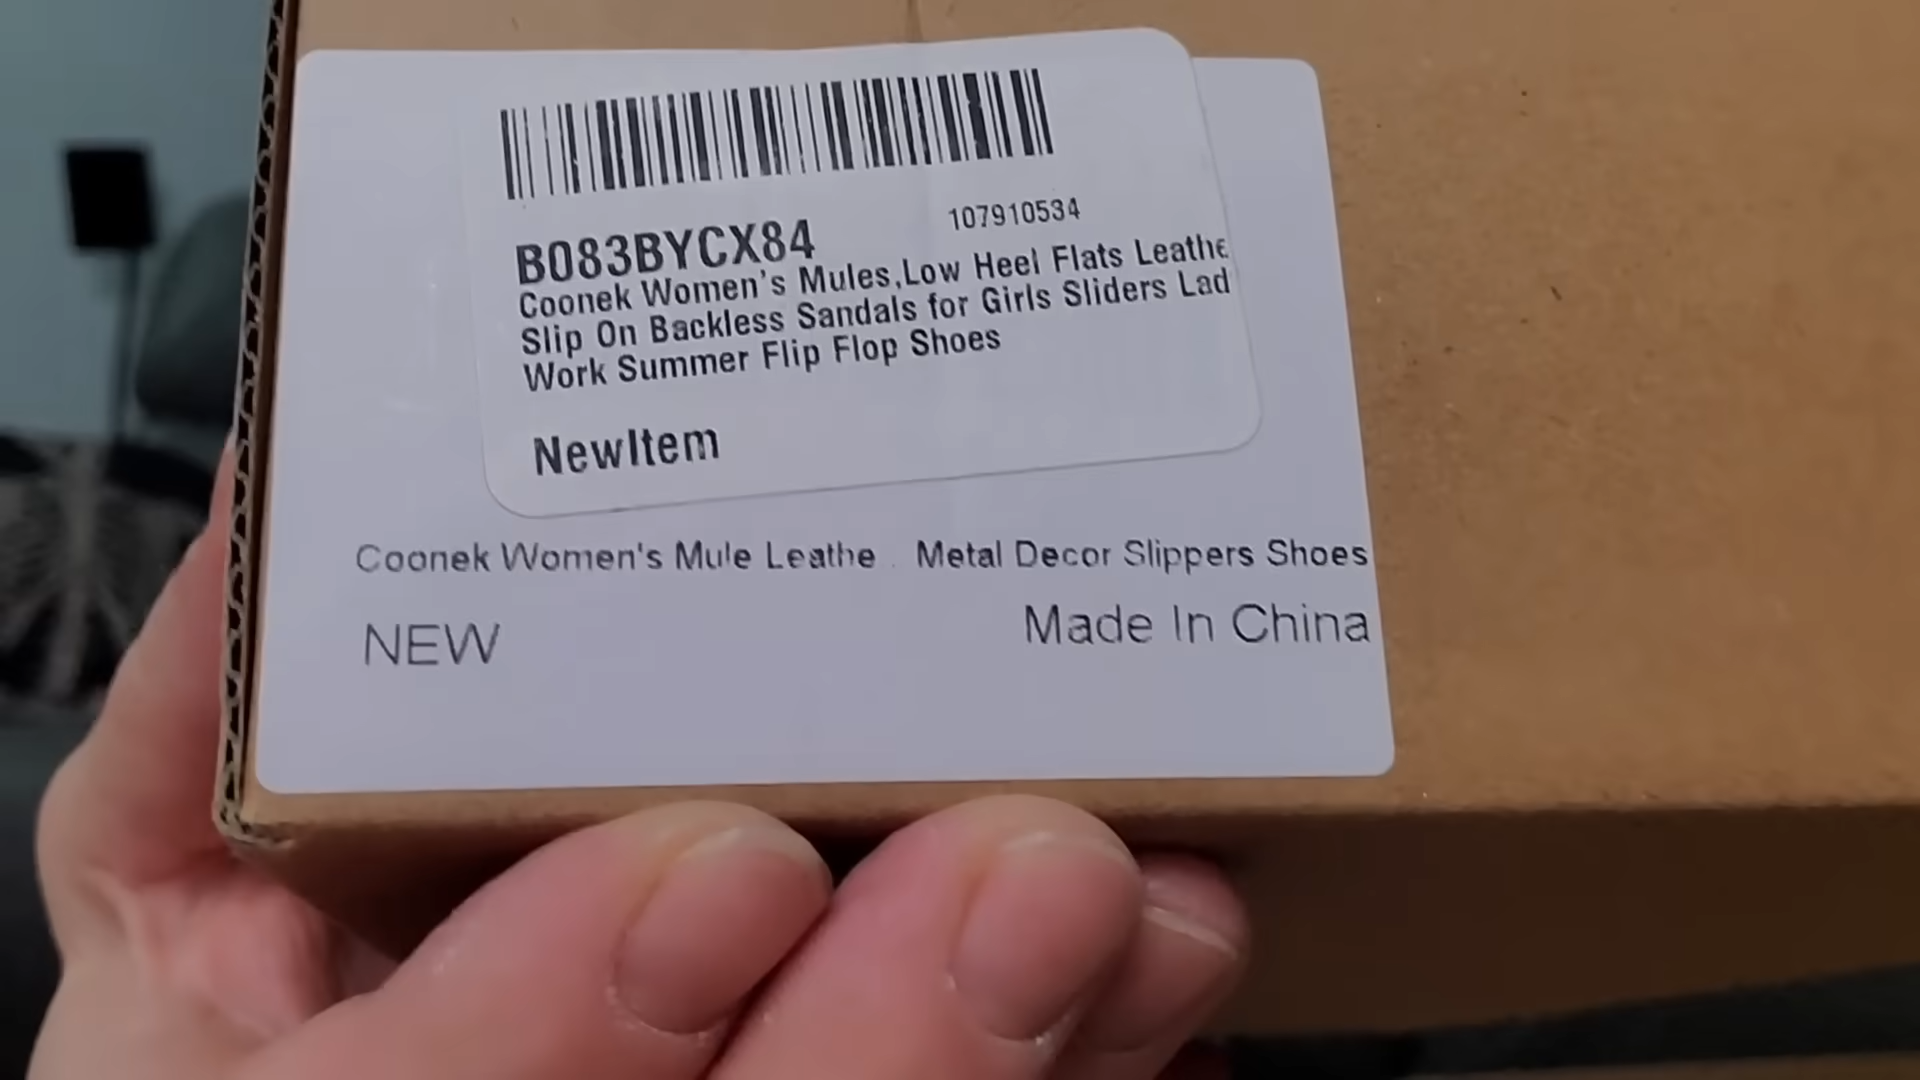 B083BYCX84
107910534
Coonek Women's Mules,Low Heel Flats Leathe
Slip On Backless Sandals for Girls Sliders Lad
Work Summer Flip Flop Shoes
NewItem
Coonek Women's Mule Leathe Metal Decor Slippers Shoes
NEW
Made In China